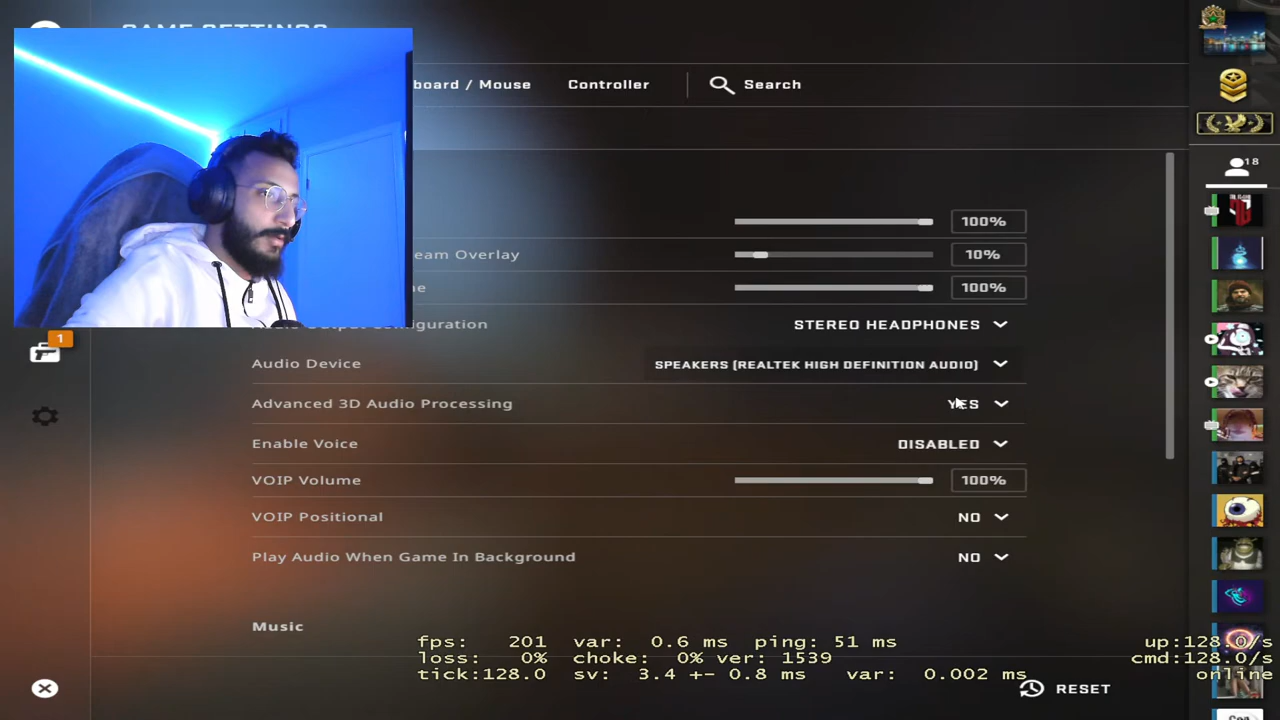 GAME SETTINGS
board / Mouse
Controller
Search
100%
eam Overlay
10%
ne
100%
guration
STEREO HEADPHONES
Audio Device
SPEAKERS (REALTEK HIGH DEFINITION AUDIO)
Advanced 3D Audio Processing
YES
Enable Voice
DISABLED
VOIP Volume
100%
VOIP Positional
NO
Play Audio When Game In Background
NO
Music
fps: 201 var: 0.6 ms ping: 51 ms
loss: 0% choke: 0% ver: 1539
tick:128.0 sv: 3.4 +- 0.8 ms var: 0.002 ms
up:128.0/s
cmd:128.0/s
online
RESET
1
18